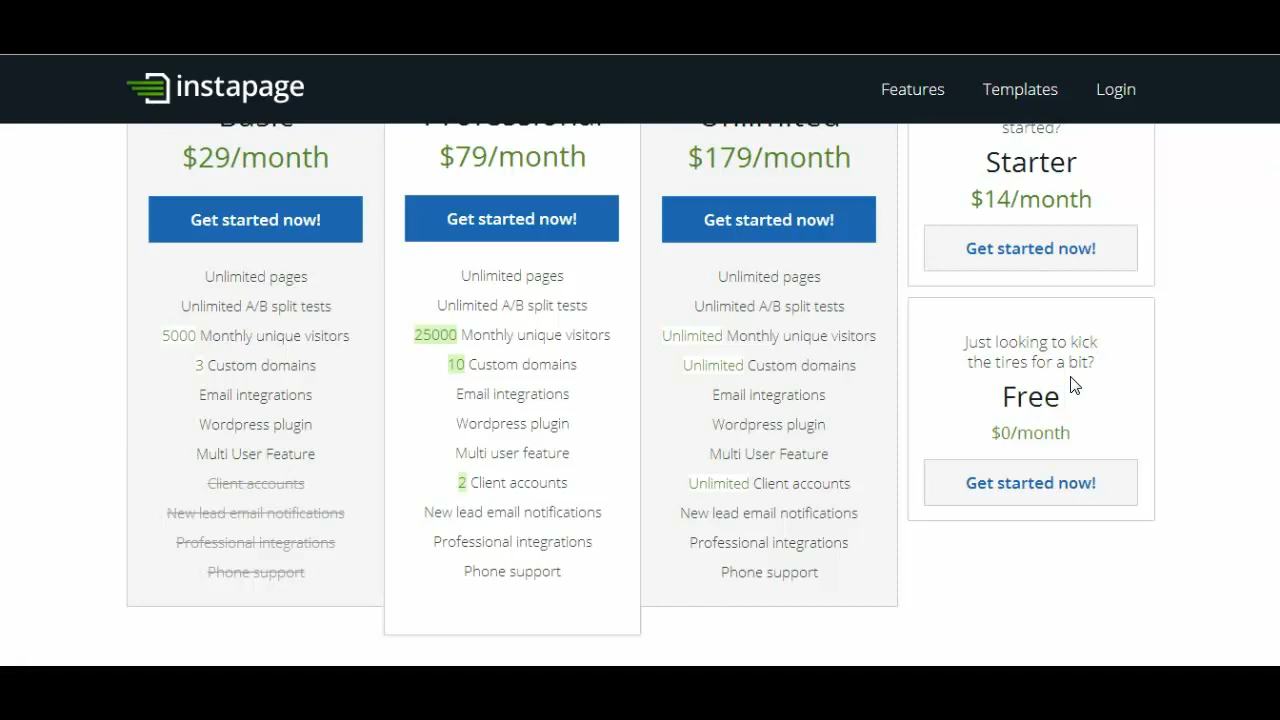 instapage
Features
Templates
Login
Basic
$29/month
Get started now!
Unlimited pages
Unlimited A/B split tests
5000 Monthly unique visitors
3 Custom domains
Email integrations
Wordpress plugin
Multi User Feature
Client accounts
New lead email notifications
Professional integrations
Phone support
Professional
$79/month
Get started now!
Unlimited pages
Unlimited A/B split tests
25000 Monthly unique visitors
10 Custom domains
Email integrations
Wordpress plugin
Multi user feature
2 Client accounts
New lead email notifications
Professional integrations
Phone support
Unlimited
$179/month
Get started now!
Unlimited pages
Unlimited A/B split tests
Unlimited Monthly unique visitors
Unlimited Custom domains
Email integrations
Wordpress plugin
Multi User Feature
Unlimited Client accounts
New lead email notifications
Professional integrations
Phone support
started?
Starter
$14/month
Get started now!
Just looking to kick
the tires for a bit?
Free
$0/month
Get started now!